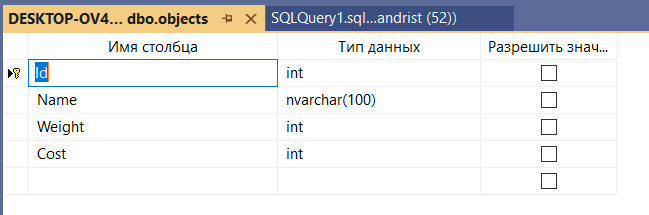 DESKTOP-OV4... dbo.objects SQLQuery1.sql...andrist (52))
Имя столбца Тип данных Разрешить знач...
Id int
Name nvarchar(100)
Weight int
Cost int